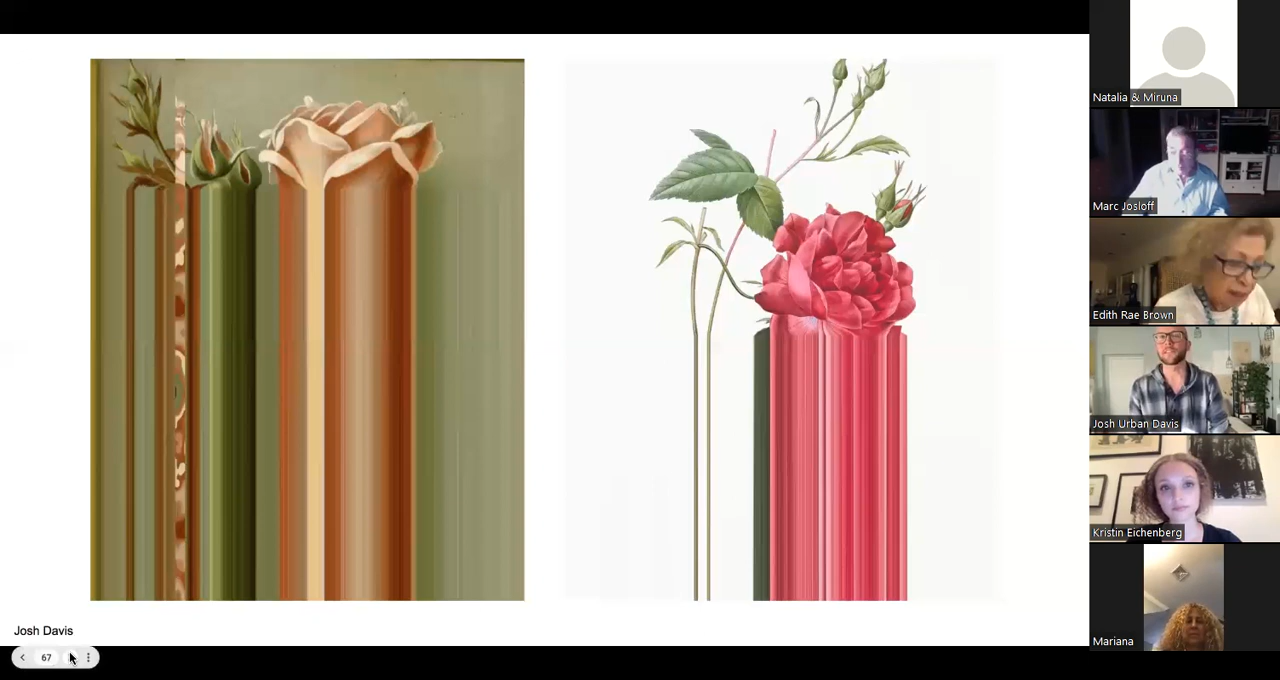 Josh Davis
67
Natalia & Miruna
Marc Josloff
Edith Rae Brown
Josh Urban Davis
Kristin Eichenberg
Mariana